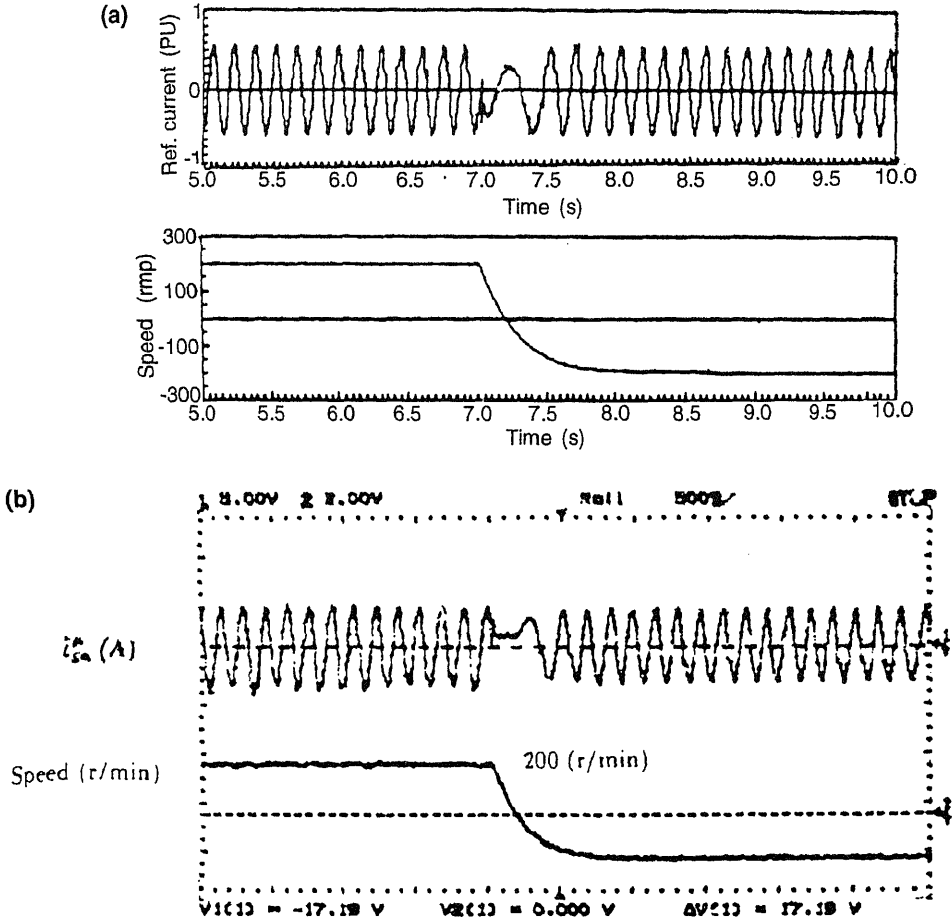 (a)
Ref. current (PU)
1
0
-1
5.0 5.5 6.0 6.5 7.0 7.5 8.0 8.5 9.0 9.5 10.0
Time (s)
Speed (rmp)
300
100
-100
-300
5.0 5.5 6.0 6.5 7.0 7.5 8.0 8.5 9.0 9.5 10.0
Time (s)
(b)
Roll STOP
(A)
Speed (r/min)
200 (r/min)
V1(1) = -17.19 V V2(1) = 0.000 V ΔV(1) = 17.19 V